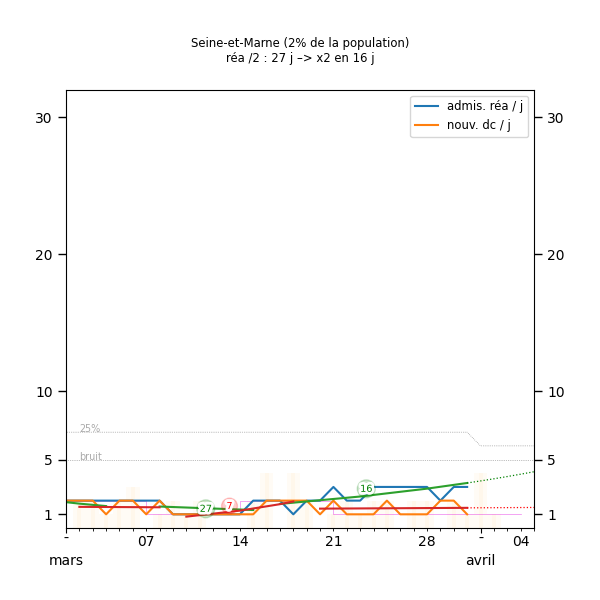 Seine-et-Marne (2% de la population)
réa /2 : 27 j –> x2 en 16 j
admis. réa / j
nouv. dc / j
30 30
20 20
10 10
25%
5 bruit 5
16
27 7
1 1
- 07 14 21 28 - 04
mars avril